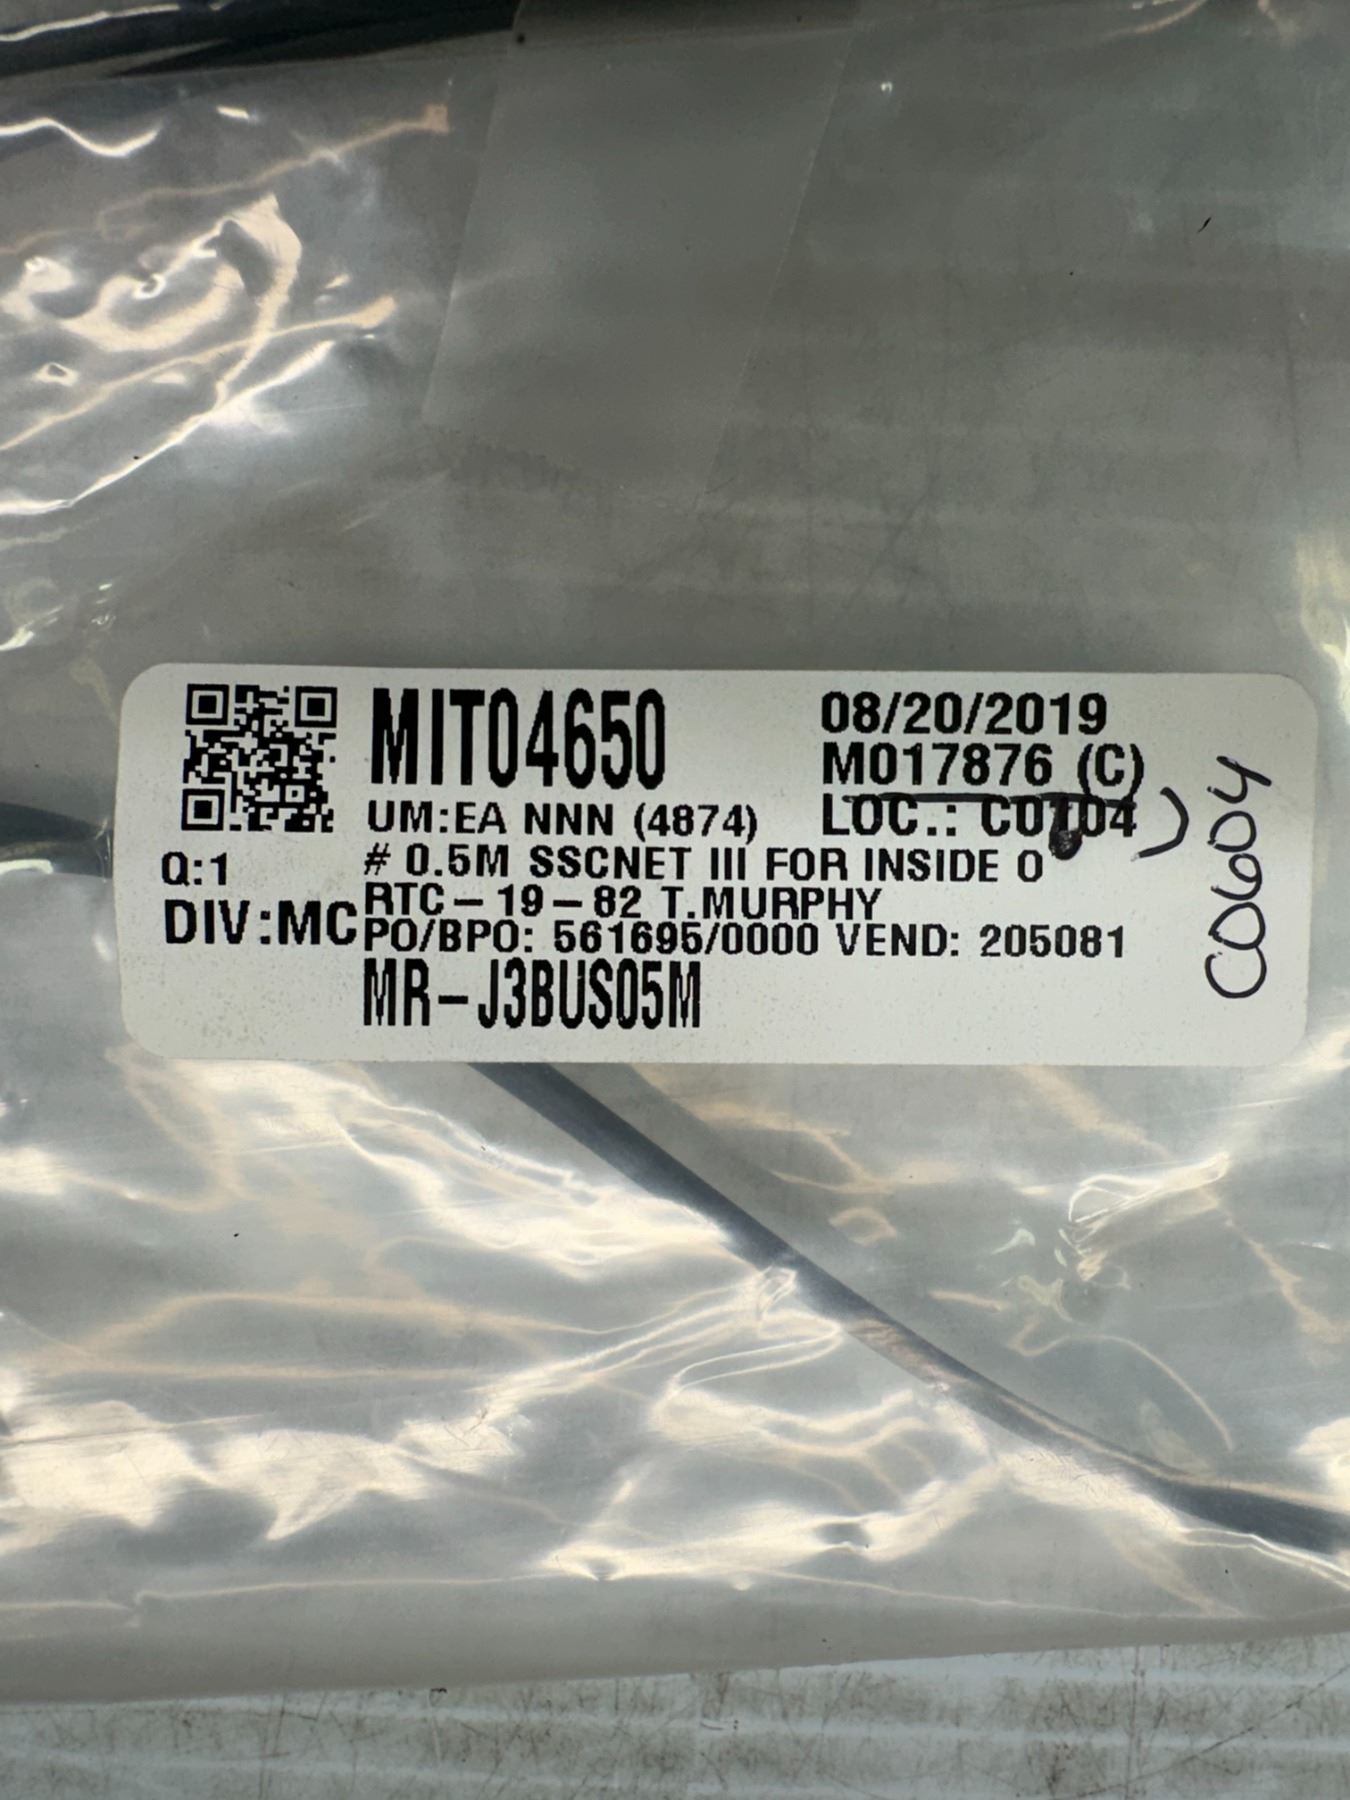 MIT04650
08/20/2019
M017876 (C)
UM:EA NNN (4874)
LOC.: C0704
Q:1
# 0.5M SSCNET III FOR INSIDE O
RTC-19-82 T.MURPHY
DIV:MC
PO/BPO: 561695/0000 VEND: 205081
MR-J3BUS05M
C0604